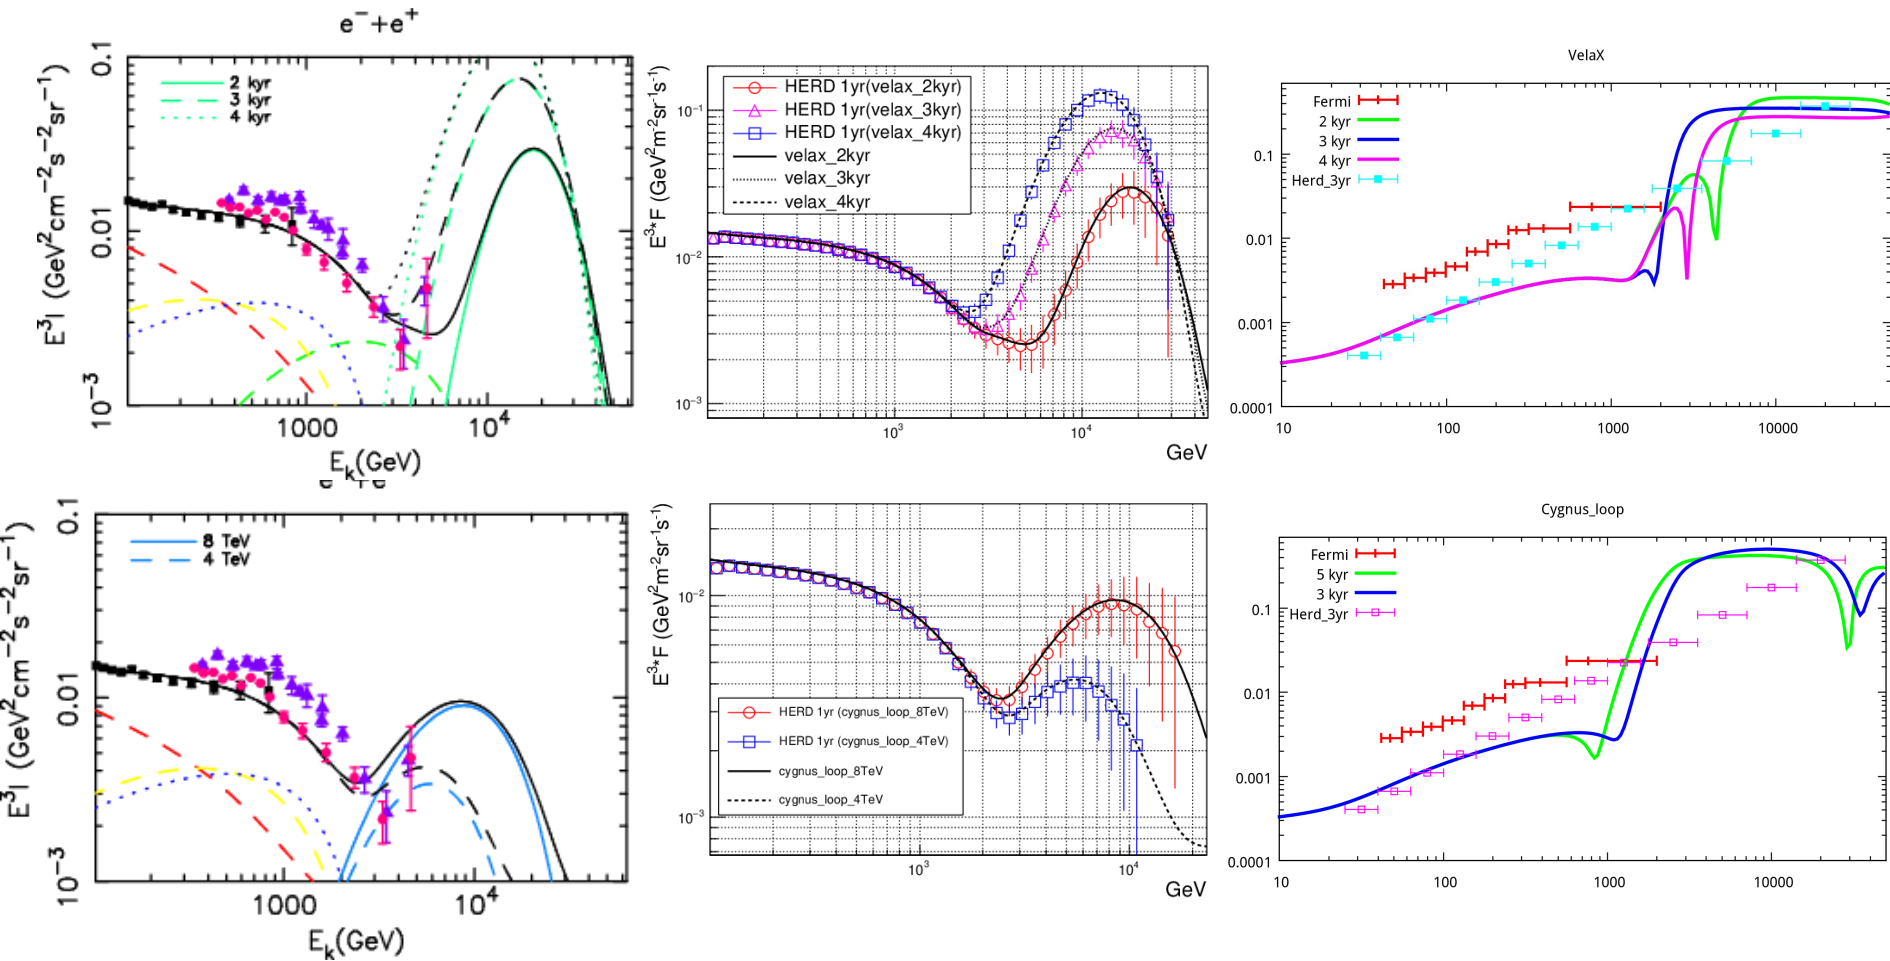 e⁻+e⁺
E³I (GeV²cm⁻²s⁻²sr⁻¹)
0.1
0.01
10⁻³
2 kyr
3 kyr
4 kyr
1000
10⁴
Eₖ(GeV)
E³*F (GeV²m⁻²sr⁻¹s⁻¹)
HERD 1yr(velax_2kyr)
HERD 1yr(velax_3kyr)
HERD 1yr(velax_4kyr)
velax_2kyr
velax_3kyr
velax_4kyr
10⁻¹
10⁻²
10⁻³
10³
10⁴
GeV
VelaX
Fermi
2 kyr
3 kyr
4 kyr
Herd_3yr
0.1
0.01
0.001
0.0001
10
100
1000
10000
E³I (GeV²cm⁻²s⁻²sr⁻¹)
0.1
0.01
10⁻³
8 TeV
4 TeV
1000
10⁴
Eₖ(GeV)
E³*F (GeV²m⁻²sr⁻¹s⁻¹)
10⁻²
10⁻³
HERD 1yr (cygnus_loop_8TeV)
HERD 1yr (cygnus_loop_4TeV)
cygnus_loop_8TeV
cygnus_loop_4TeV
10³
10⁴
GeV
Cygnus_loop
Fermi
5 kyr
3 kyr
Herd_3yr
0.1
0.01
0.001
0.0001
10
100
1000
10000